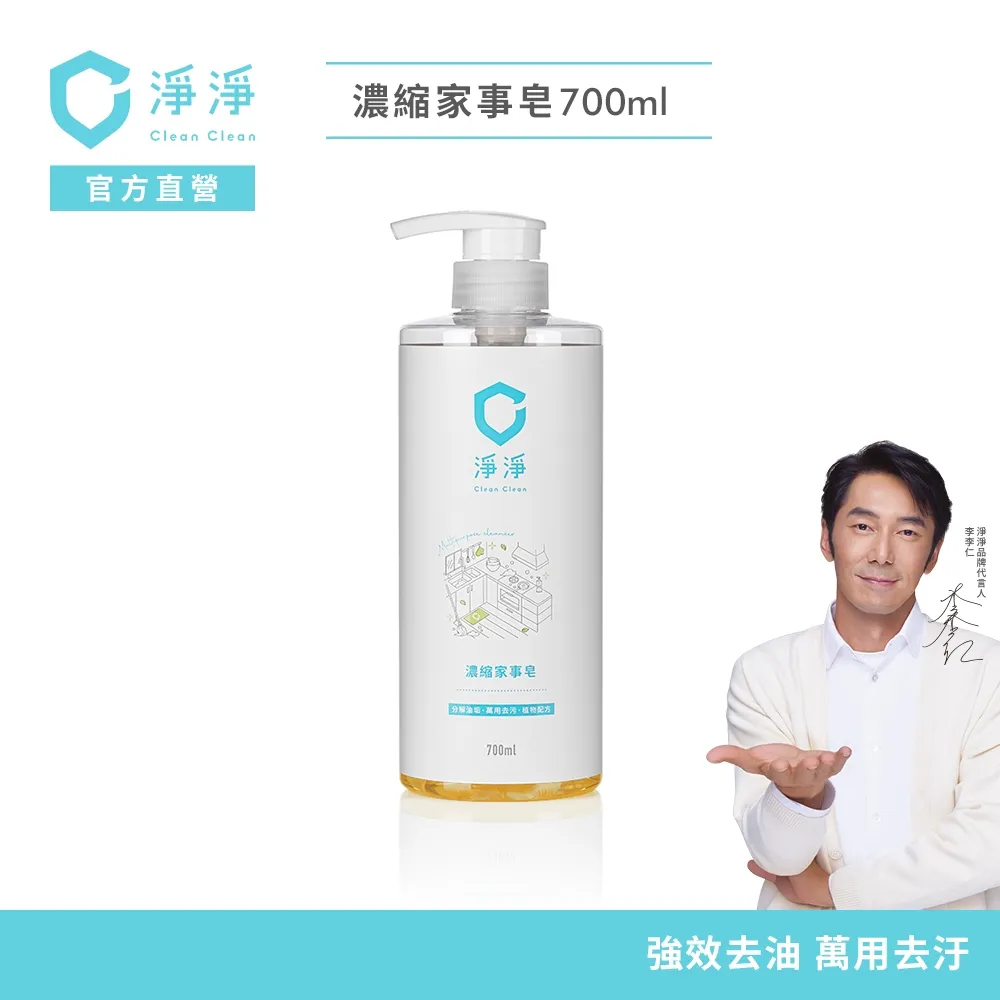 淨淨
Clean Clean
官方直營
濃縮家事皂700ml
淨淨
Clean Clean
Multi-purpose cleanser
濃縮家事皂
分解油垢・萬用去污・植物配方
700ml
淨淨品牌代言人
李李仁
強效去油 萬用去汙